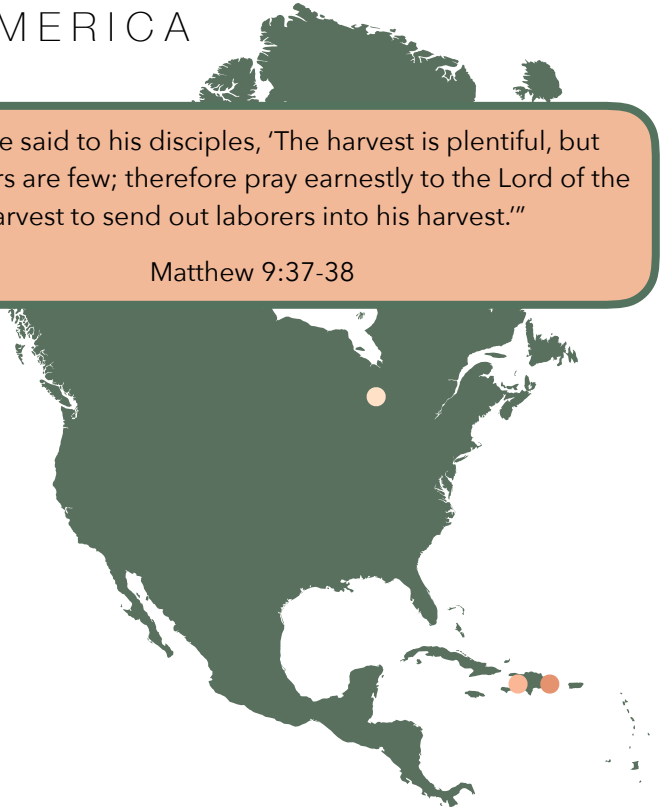 MERICA
e said to his disciples, ‘The harvest is plentiful, but
rs are few; therefore pray earnestly to the Lord of the
arvest to send out laborers into his harvest.’”
Matthew 9:37-38